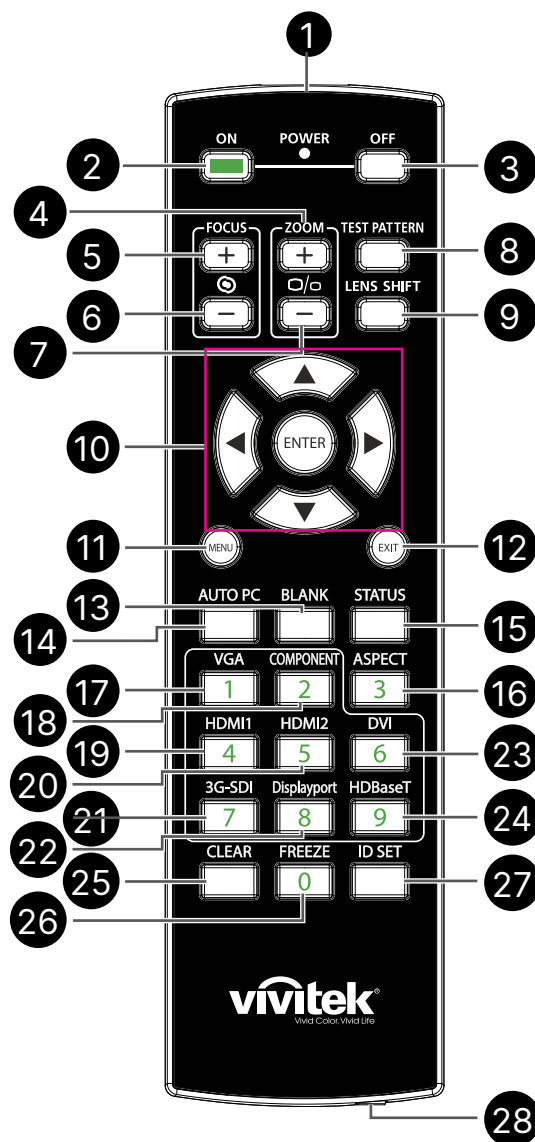 1
ON POWER OFF
2 3
4
FOCUS ZOOM TEST PATTERN
5 + + 8
LENS SHIFT
6 − − 9
7
10 ENTER
11 MENU EXIT 12
13
AUTO PC BLANK STATUS
14 15
VGA COMPONENT ASPECT
17 1 2 3 16
18
HDMI1 HDMI2 DVI
19 4 5 6 23
20
3G-SDI Displayport HDBaseT
21 7 8 9 24
22
CLEAR FREEZE ID SET
25 0 27
26
vivitek®
Vivid Color. Vivid Life
28